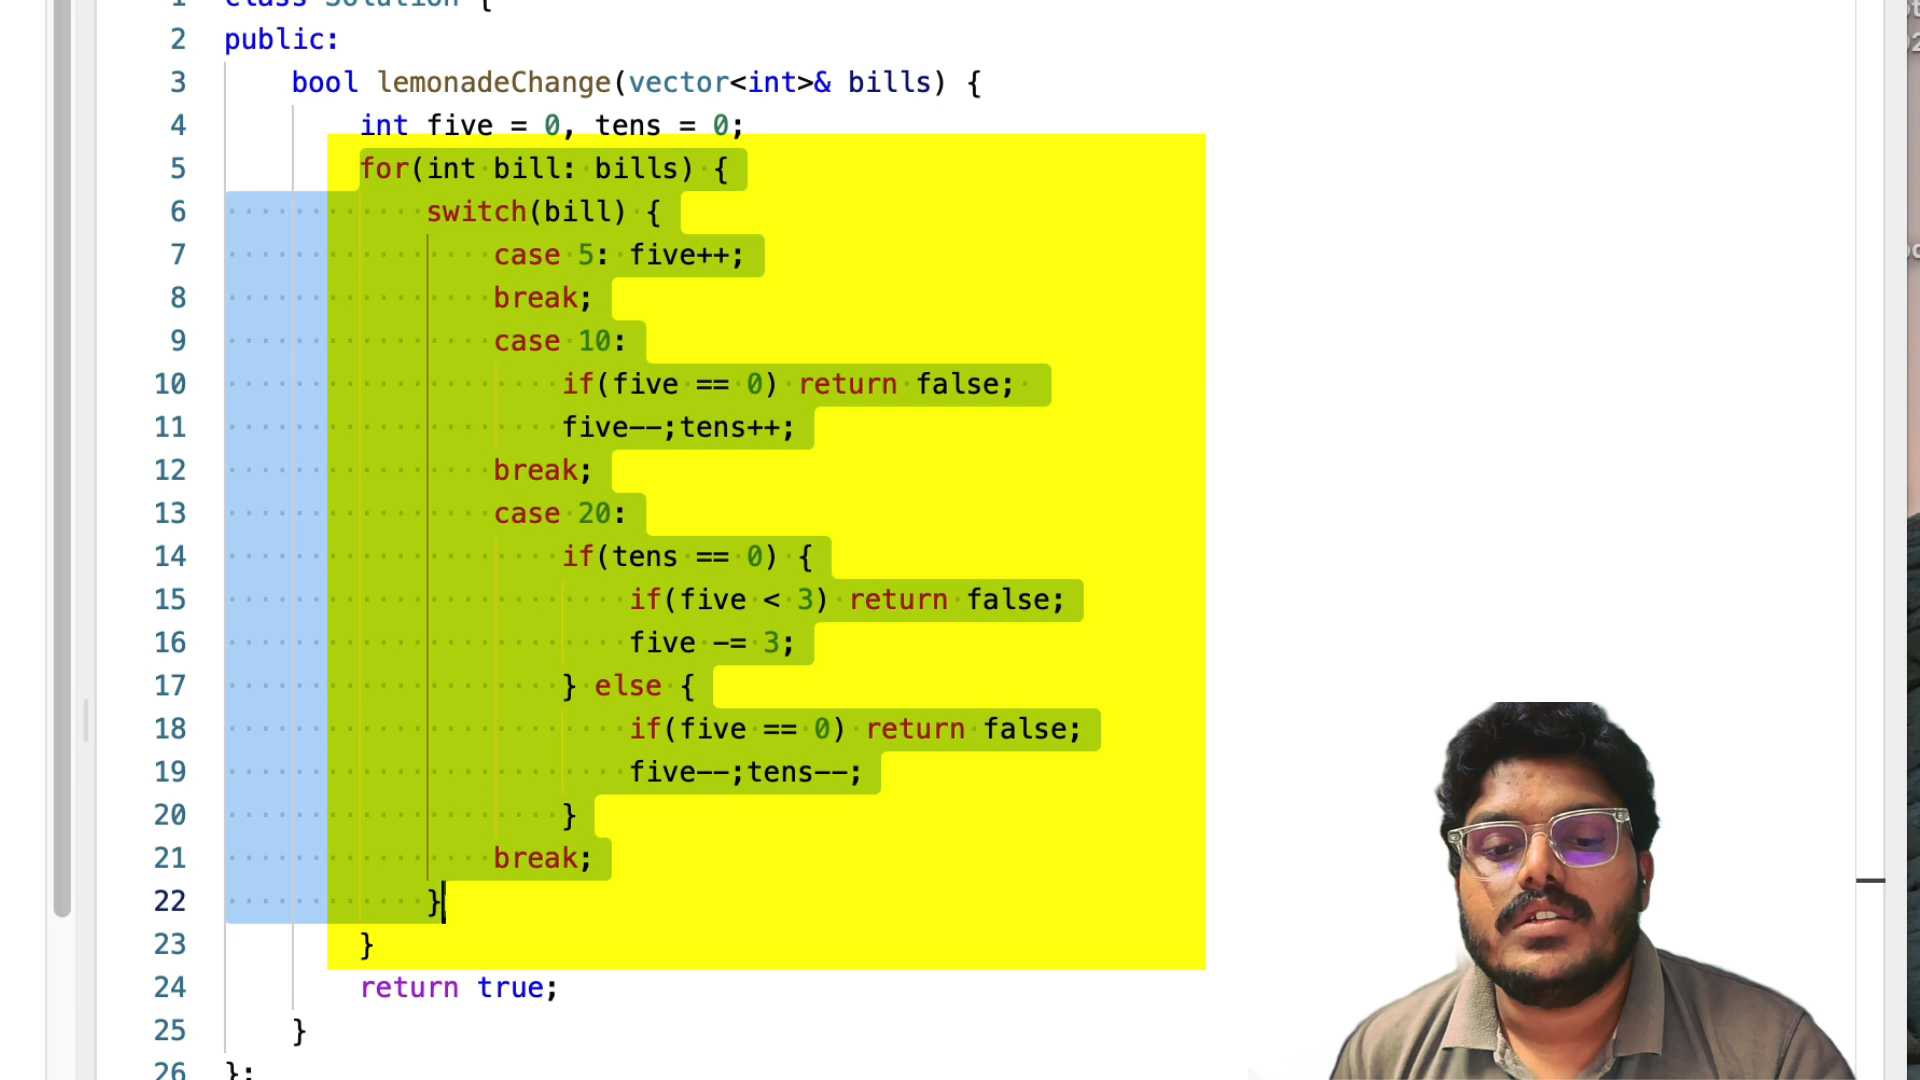 1 class Solution {
2 public:
3 bool lemonadeChange(vector<int>& bills) {
4 int five = 0, tens = 0;
5 for(int bill: bills) {
6 switch(bill) {
7 case 5: five++;
8 break;
9 case 10:
10 if(five == 0) return false;
11 five--;tens++;
12 break;
13 case 20:
14 if(tens == 0) {
15 if(five < 3) return false;
16 five -= 3;
17 } else {
18 if(five == 0) return false;
19 five--;tens--;
20 }
21 break;
22 }
23 }
24 return true;
25 }
26 };